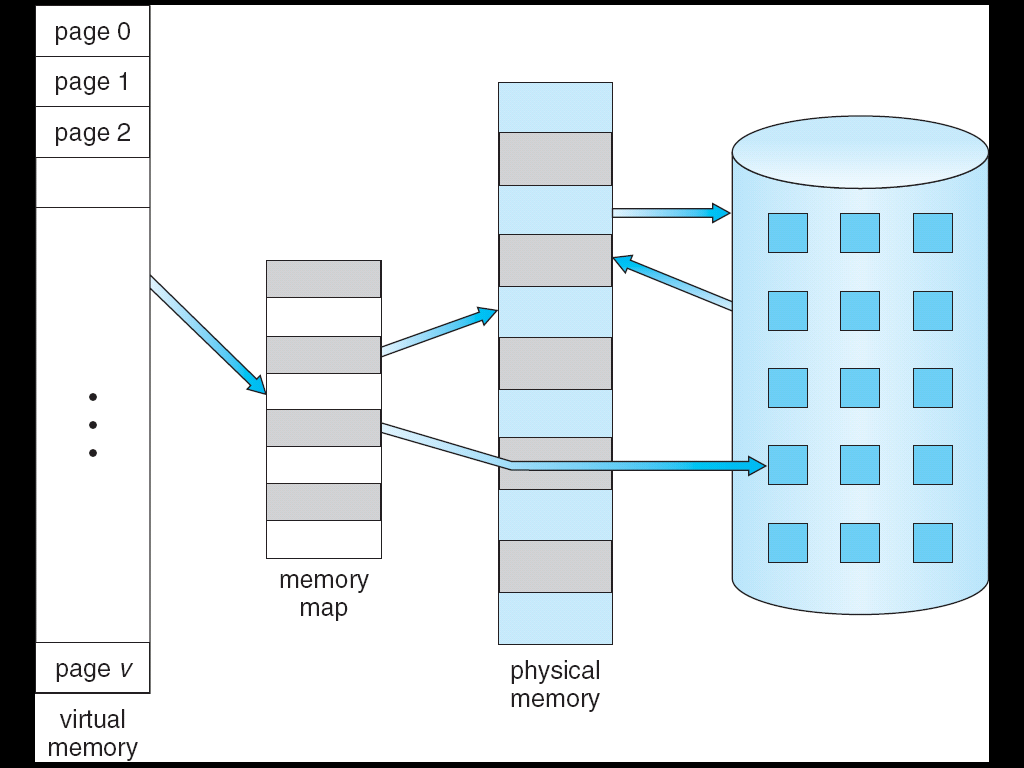 page 0
page 1
page 2
page v
virtual
memory
memory
map
physical
memory